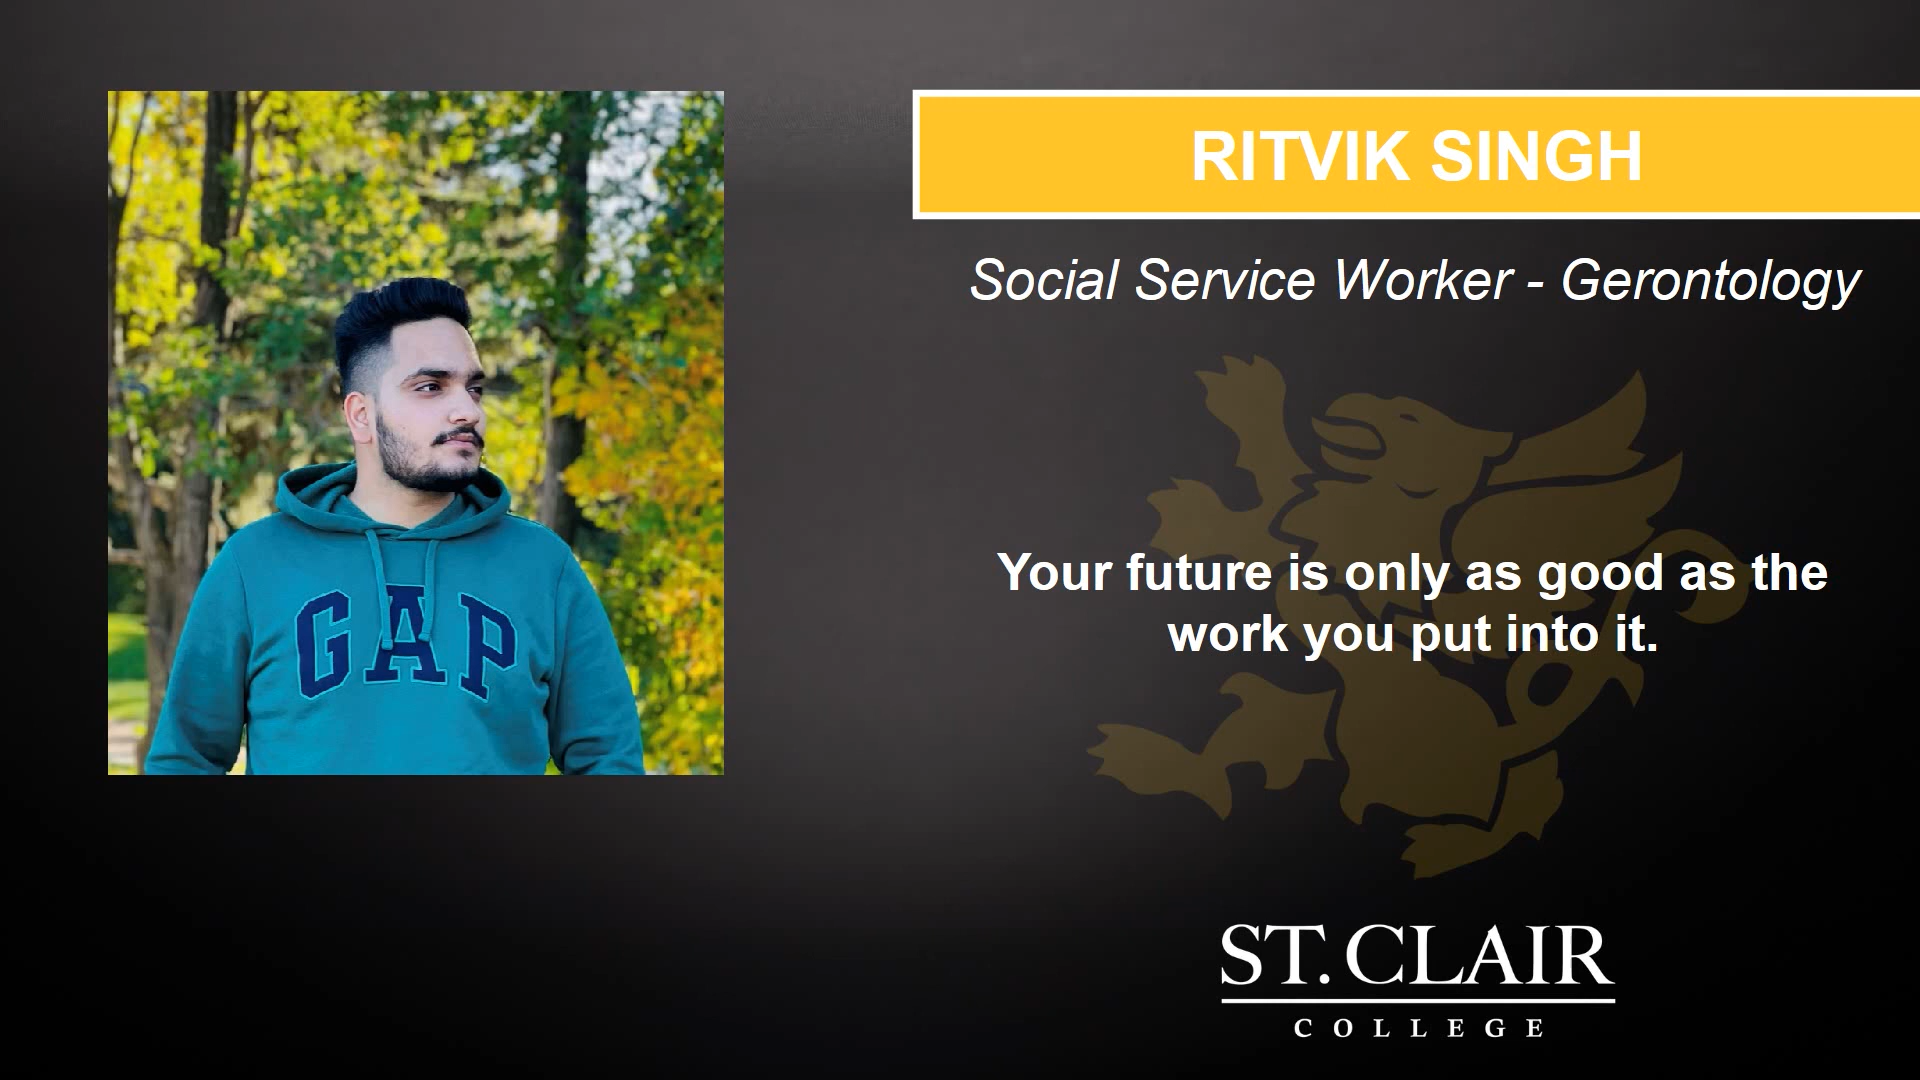 RITVIK SINGH
Social Service Worker - Gerontology
Your future is only as good as the
work you put into it.
GAP
ST. CLAIR
COLLEGE